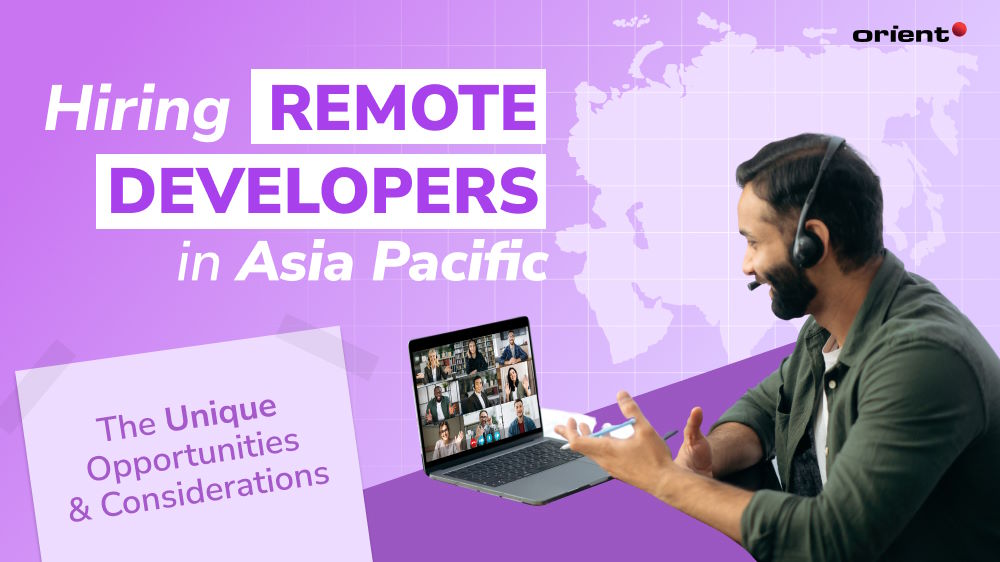 orient
Hiring REMOTE
DEVELOPERS
in Asia Pacific
The Unique
Opportunities
& Considerations